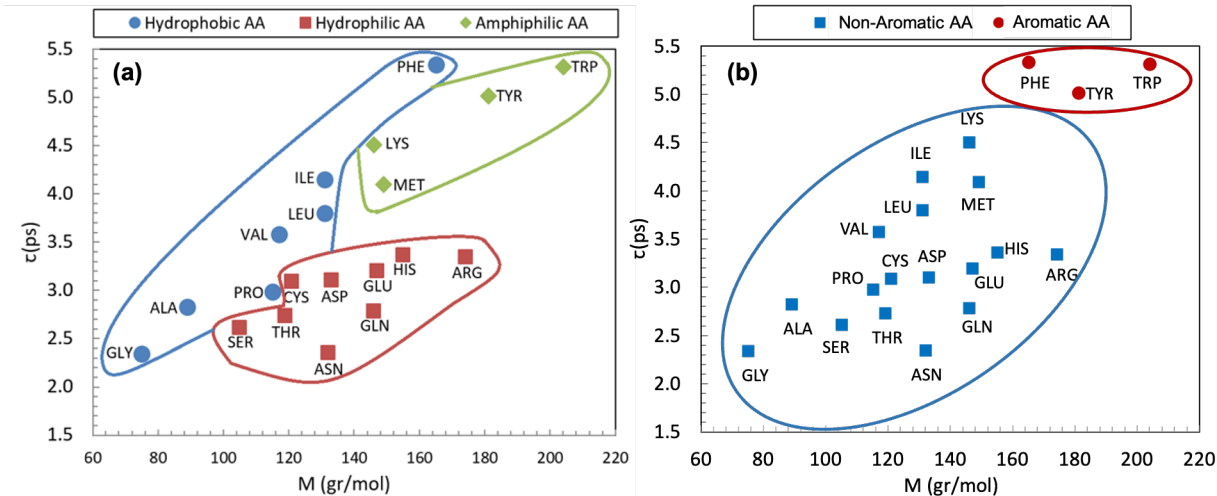 Hydrophobic AA Hydrophilic AA Amphiphilic AA
(a)
5.5
5.0
4.5
4.0
3.5
3.0
2.5
2.0
1.5
τ(ps)
PHE
TRP
TYR
LYS
MET
ILE
LEU
VAL
HIS
ARG
GLU
ASP
CYS
PRO
ALA
GLN
THR
SER
GLY
ASN
60 80 100 120 140 160 180 200 220
M (gr/mol)
Non-Aromatic AA Aromatic AA
(b)
5.5
5.0
4.5
4.0
3.5
3.0
2.5
2.0
1.5
τ(ps)
PHE
TRP
TYR
LYS
ILE
MET
LEU
VAL
HIS
ASP
CYS
ARG
GLU
PRO
ALA
GLN
THR
SER
GLY
ASN
60 80 100 120 140 160 180 200 220
M (gr/mol)